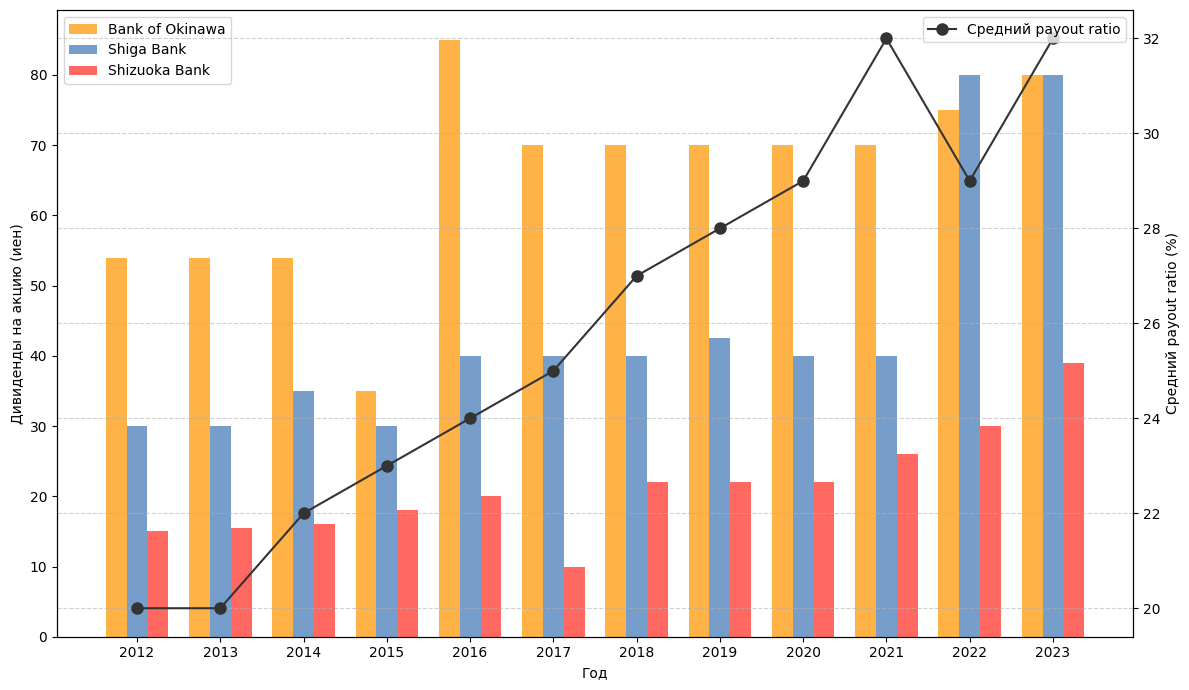 Bank of Okinawa
Shiga Bank
Shizuoka Bank
Средний payout ratio
Дивиденды на акцию (иен)
80
70
60
50
40
30
20
10
0
32
30
28
26
24
22
20
Средний payout ratio (%)
2012 2013 2014 2015 2016 2017 2018 2019 2020 2021 2022 2023
Год